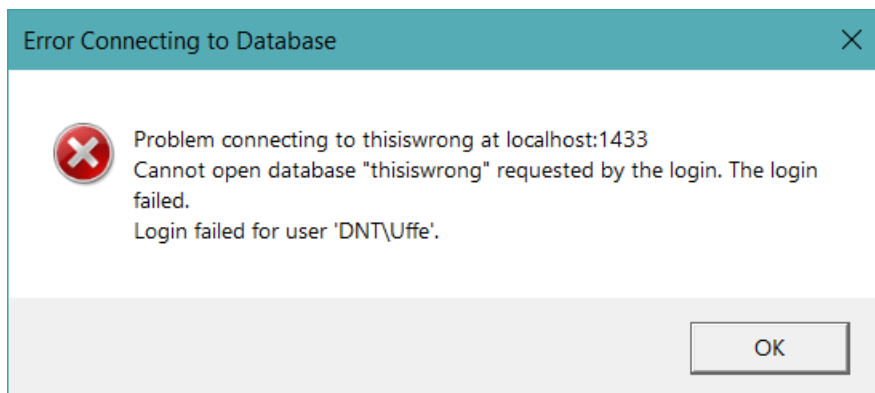 Error Connecting to Database
Problem connecting to thisiswrong at localhost:1433
Cannot open database "thisiswrong" requested by the login. The login
failed.
Login failed for user 'DNT\Uffe'.
OK